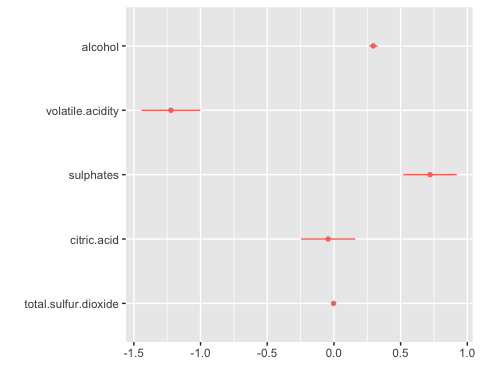 alcohol
volatile.acidity
sulphates
citric.acid
total.sulfur.dioxide
-1.5 -1.0 -0.5 0.0 0.5 1.0